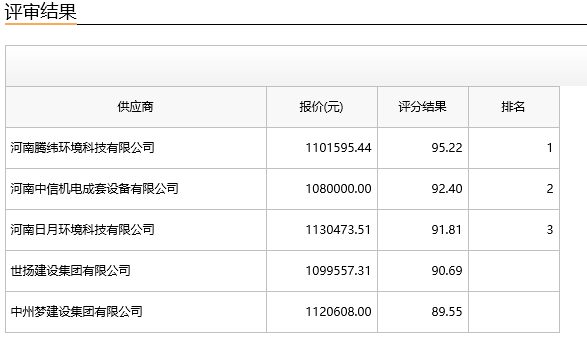 评审结果
供应商 报价(元) 评分结果 排名
河南腾纬环境科技有限公司 1101595.44 95.22 1
河南中信机电成套设备有限公司 1080000.00 92.40 2
河南日月环境科技有限公司 1130473.51 91.81 3
世扬建设集团有限公司 1099557.31 90.69
中州梦建设集团有限公司 1120608.00 89.55